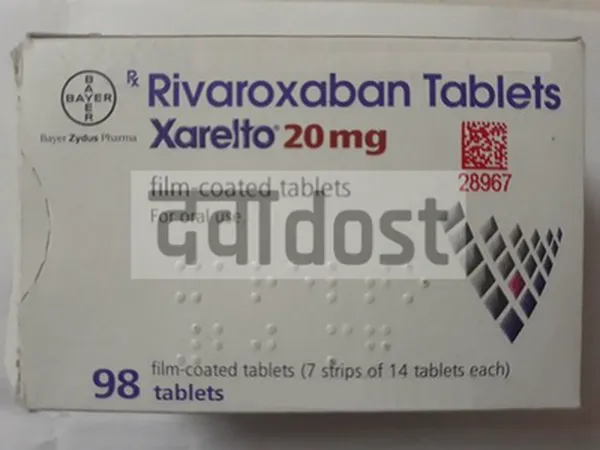 BAYER
BAYER
Bayer Zydus Pharma
Rx Rivaroxaban Tablets
Xarelto® 20 mg
28967
film-coated tablets
For oral use
दवाdost
98 film-coated tablets (7 strips of 14 tablets each)
tablets